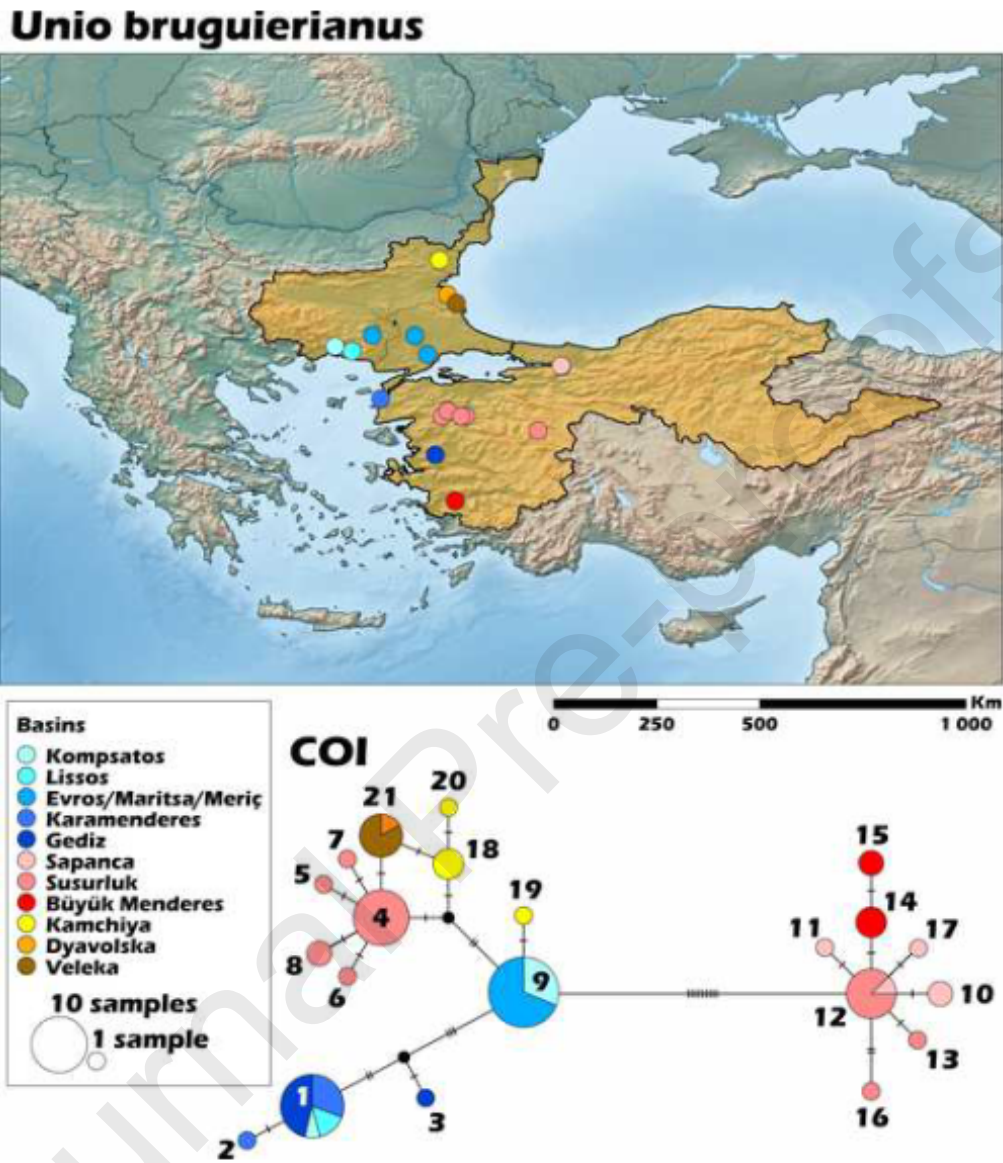 Unio bruguierianus
Km
0 250 500 1 000
Basins
Kompsatos
Lissos
Evros/Maritsa/Meriç
Karamenderes
Gediz
Sapanca
Susurluk
Büyük Menderes
Kamchiya
Dyavolska
Veleka
10 samples
1 sample
COI
20
21
7
18
5
4
19
8
6
9
1
2
3
15
14
11
17
10
12
13
16